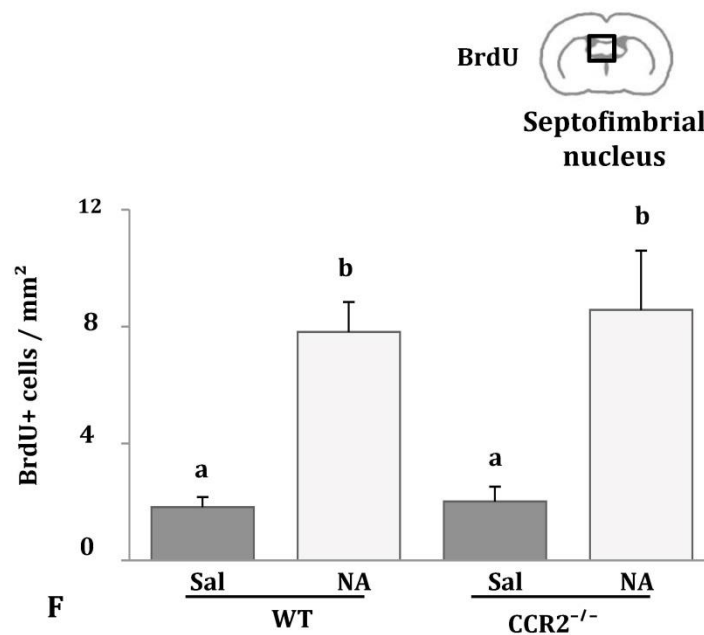 BrdU
Septofimbrial
nucleus
BrdU+ cells / mm²
12
8
4
0
a
b
a
b
Sal NA Sal NA
WT CCR2⁻/⁻
F